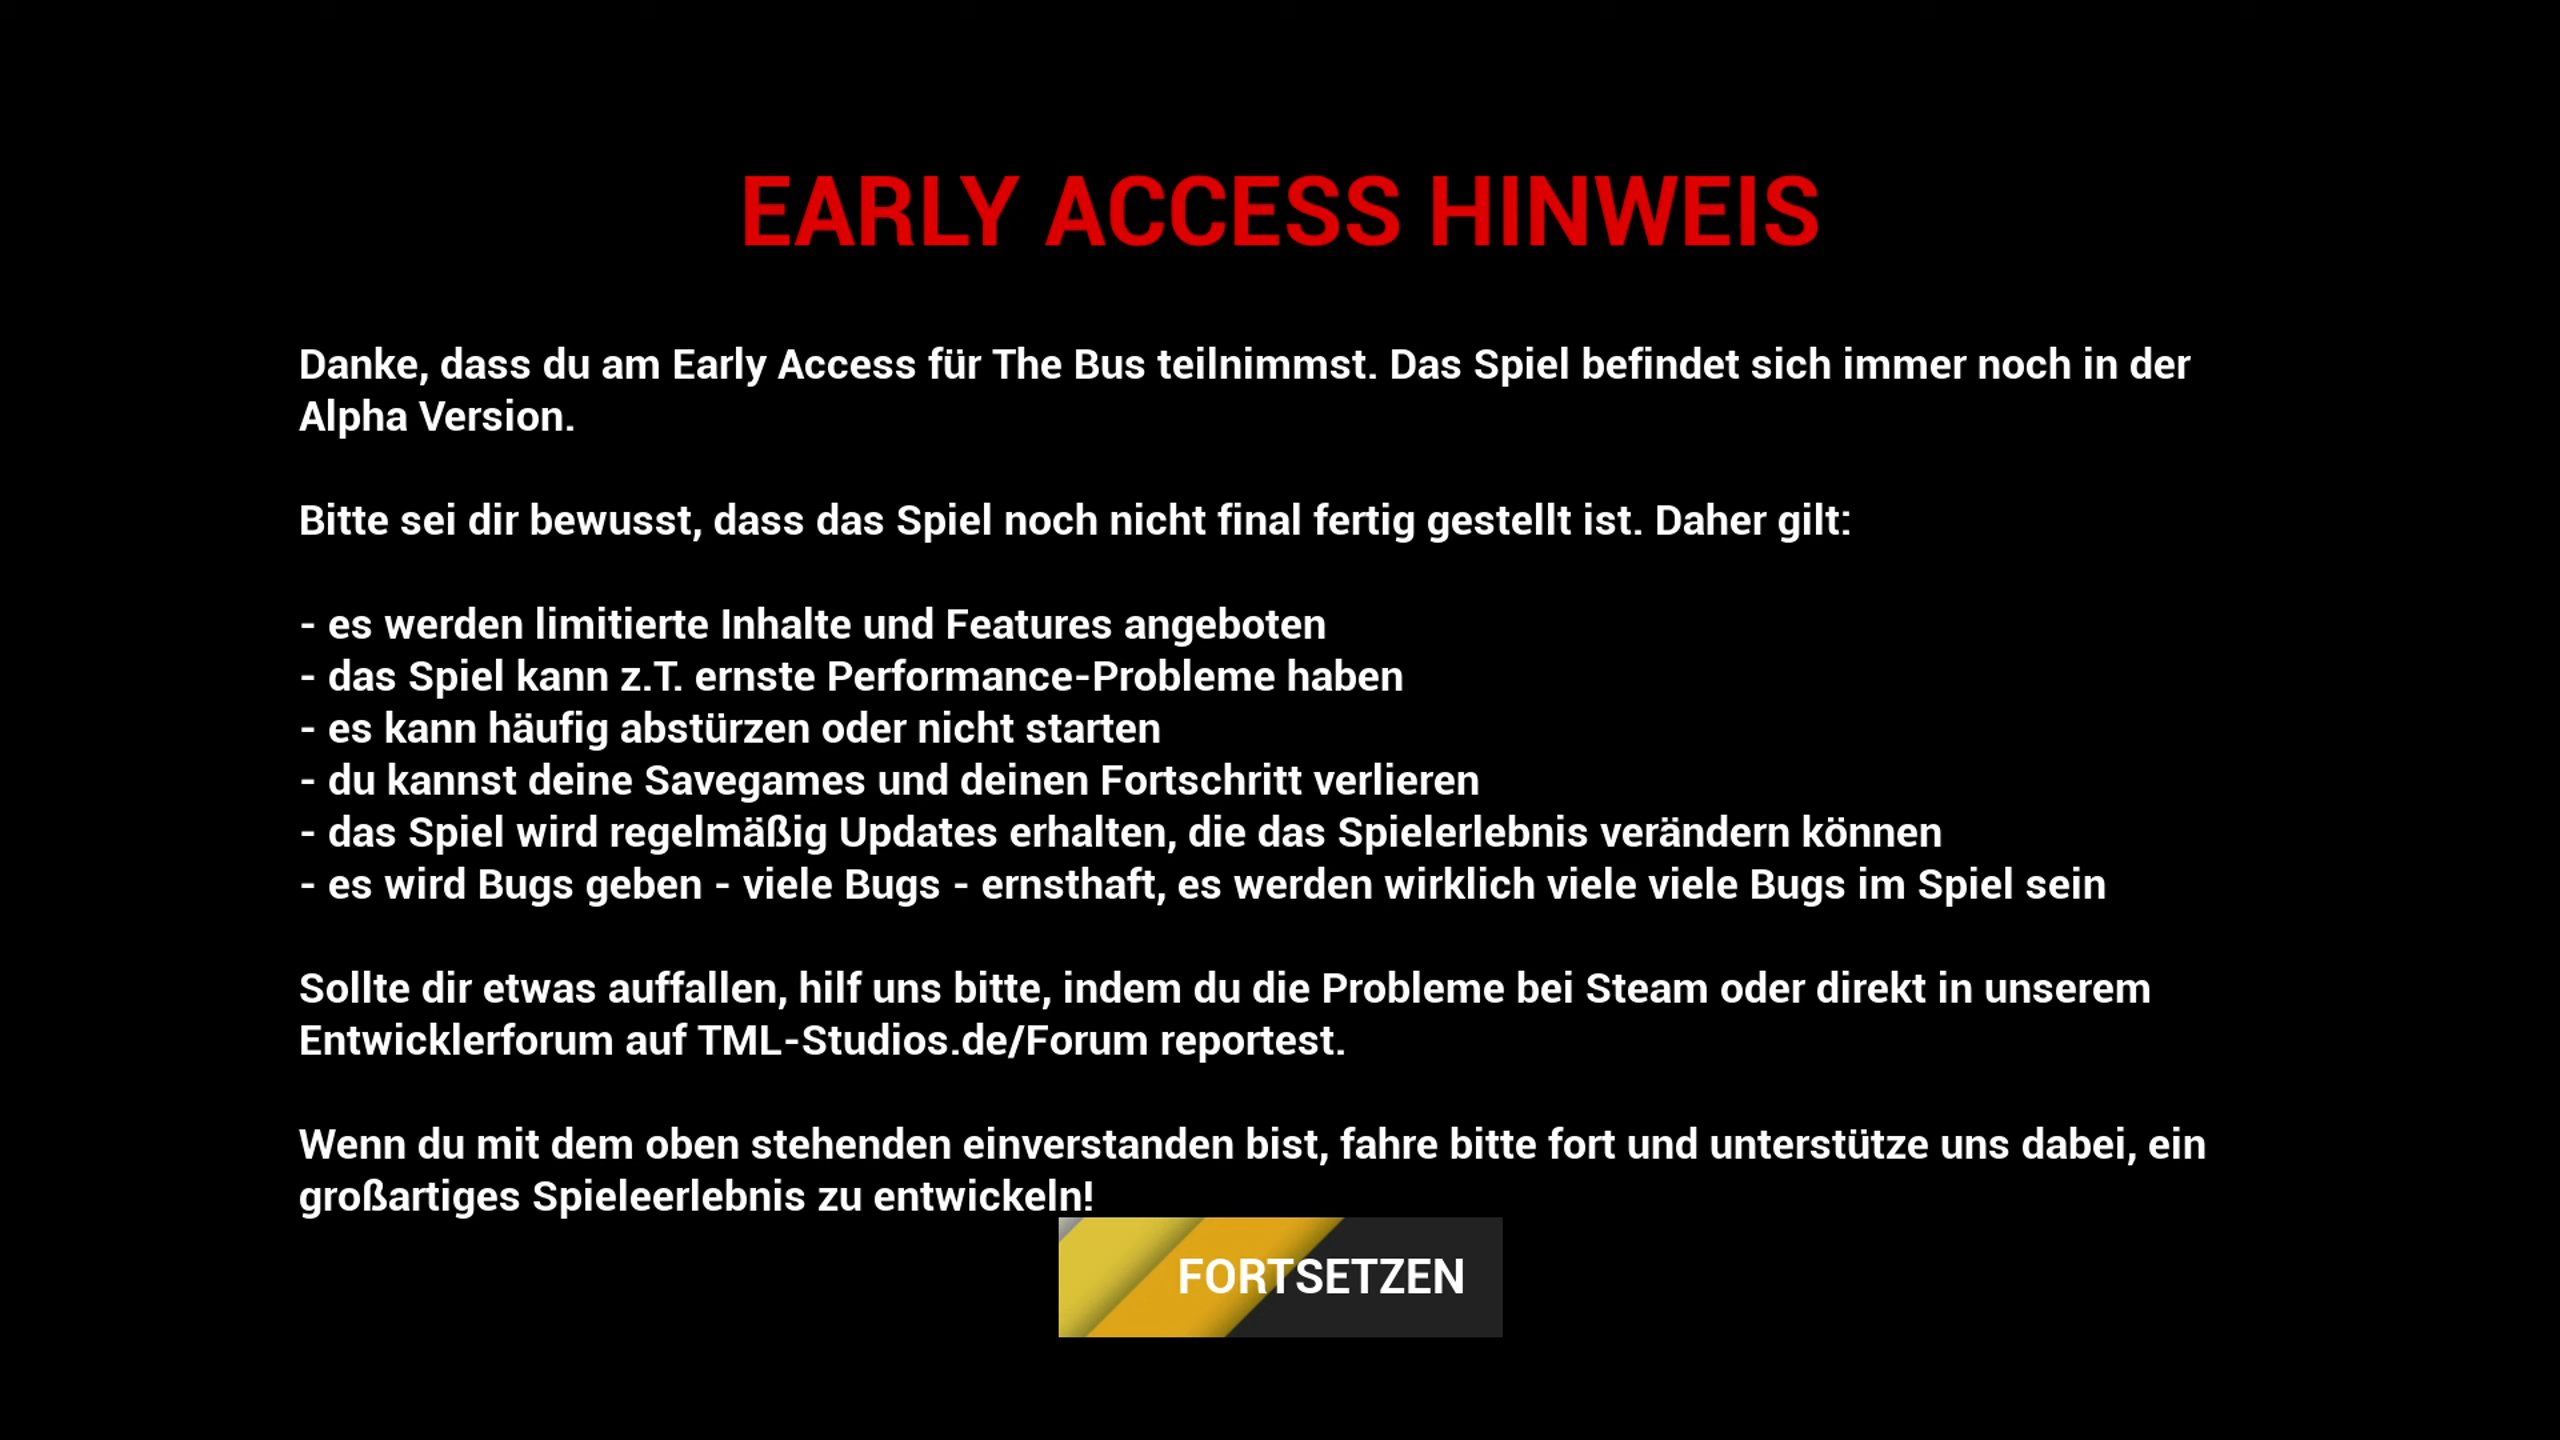 EARLY ACCESS HINWEIS
Danke, dass du am Early Access für The Bus teilnimmst. Das Spiel befindet sich immer noch in der
Alpha Version.
Bitte sei dir bewusst, dass das Spiel noch nicht final fertig gestellt ist. Daher gilt:
- es werden limitierte Inhalte und Features angeboten
- das Spiel kann z.T. ernste Performance-Probleme haben
- es kann häufig abstürzen oder nicht starten
- du kannst deine Savegames und deinen Fortschritt verlieren
- das Spiel wird regelmäßig Updates erhalten, die das Spielerlebnis verändern können
- es wird Bugs geben - viele Bugs - ernsthaft, es werden wirklich viele viele Bugs im Spiel sein
Sollte dir etwas auffallen, hilf uns bitte, indem du die Probleme bei Steam oder direkt in unserem
Entwicklerforum auf TML-Studios.de/Forum reportest.
Wenn du mit dem oben stehenden einverstanden bist, fahre bitte fort und unterstütze uns dabei, ein
großartiges Spieleerlebnis zu entwickeln!
FORTSETZEN